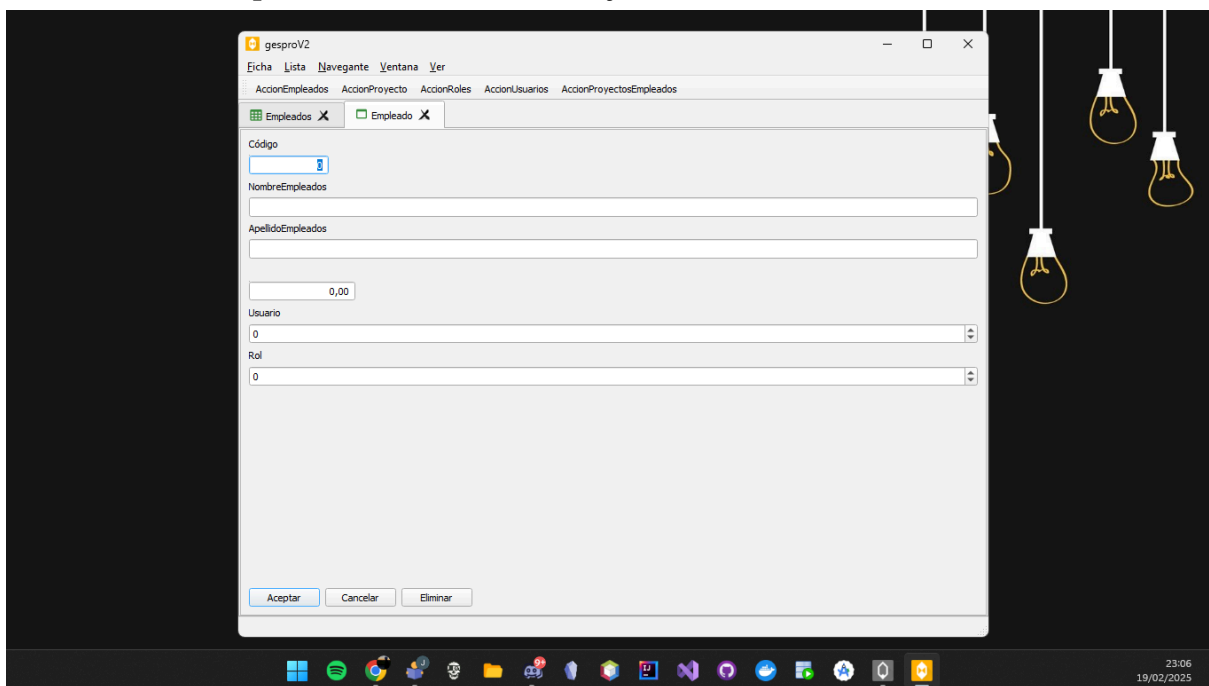 gesproV2
Ficha Lista Navegante Ventana Ver
AccionEmpleados AccionProyecto AccionRoles AccionUsuarios AccionProyectosEmpleados
Empleados Empleado
Código
0
NombreEmpleados
ApellidoEmpleados
0,00
Usuario
0
Rol
0
Aceptar Cancelar Eliminar
9+
23:06
19/02/2025